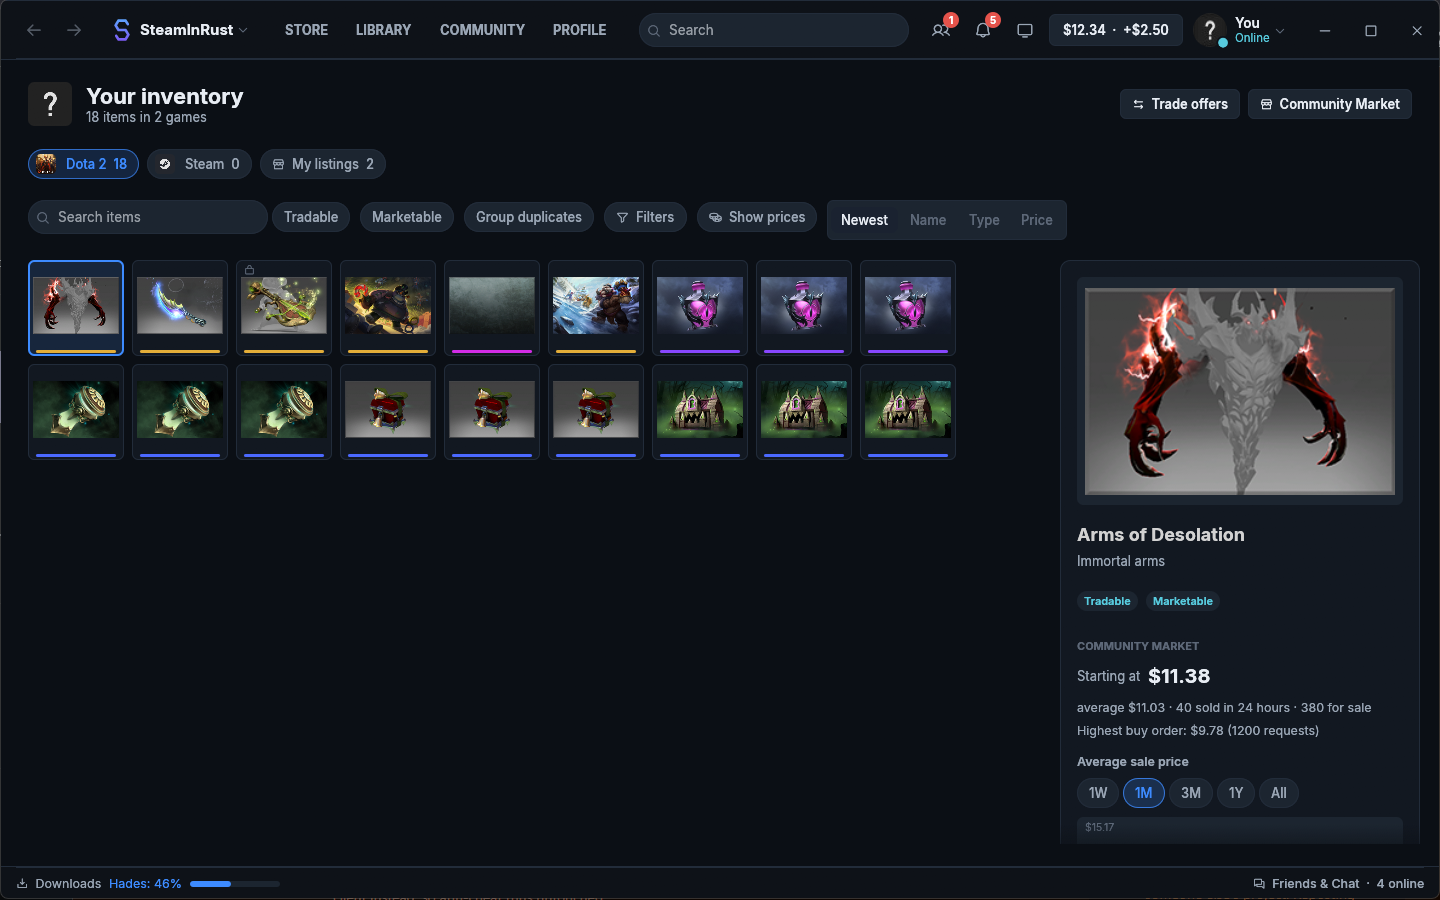 SteamInRust STORE LIBRARY COMMUNITY PROFILE Search 1 5 $12.34 · +$2.50 ? You
Online
? Your inventory
18 items in 2 games
Trade offers Community Market
Dota 2 18 Steam 0 My listings 2
Search items Tradable Marketable Group duplicates Filters Show prices Newest Name Type Price
Arms of Desolation
Immortal arms
Tradable Marketable
COMMUNITY MARKET
Starting at $11.38
average $11.03 · 40 sold in 24 hours · 380 for sale
Highest buy order: $9.78 (1200 requests)
Average sale price
1W 1M 3M 1Y All
$15.17
Downloads Hades: 46% Friends & Chat · 4 online